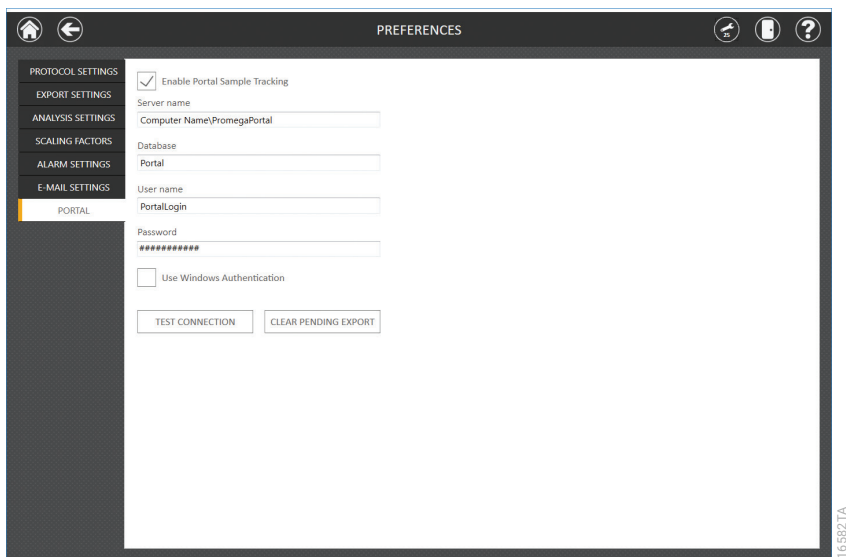 PREFERENCES
25
?
PROTOCOL SETTINGS
EXPORT SETTINGS
ANALYSIS SETTINGS
SCALING FACTORS
ALARM SETTINGS
E-MAIL SETTINGS
PORTAL
Enable Portal Sample Tracking
Server name
Computer Name\PromegaPortal
Database
Portal
User name
PortalLogin
Password
###########
Use Windows Authentication
TEST CONNECTION
CLEAR PENDING EXPORT
16582TA